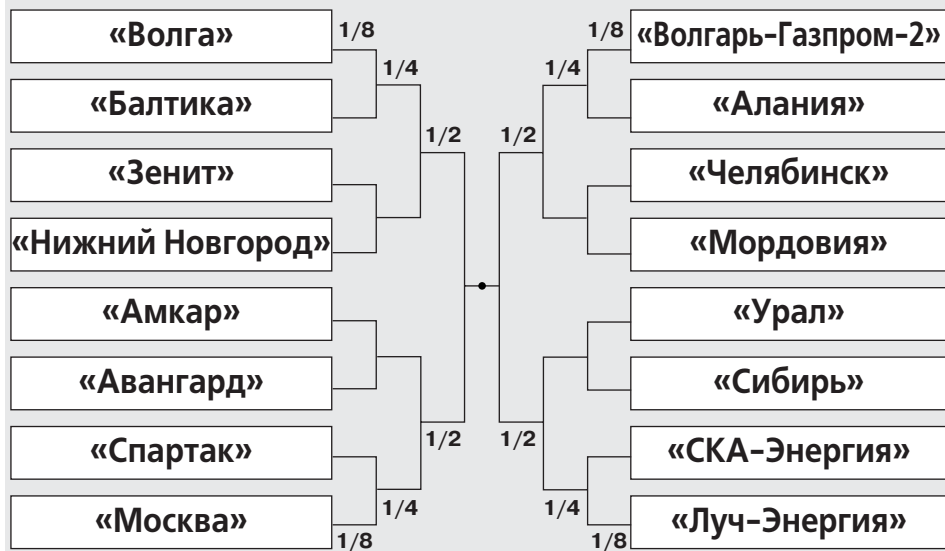 «Волга»
1/8
1/4
«Балтика»
1/2
«Зенит»
«Нижний Новгород»
«Амкар»
«Авангард»
1/2
«Спартак»
1/4
«Москва»
1/8
1/8
«Волгарь-Газпром-2»
1/4
«Алания»
1/2
«Челябинск»
«Мордовия»
«Урал»
«Сибирь»
1/2
«СКА-Энергия»
1/4
«Луч-Энергия»
1/8